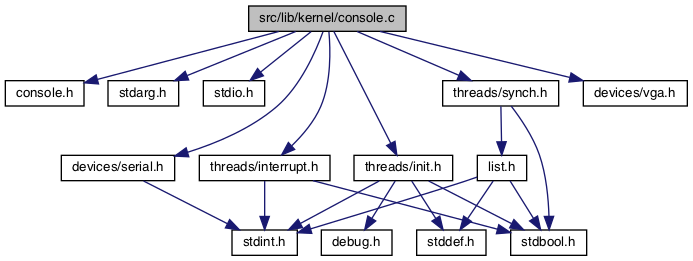 src/lib/kernel/console.c
console.h
stdarg.h
stdio.h
threads/synch.h
devices/vga.h
devices/serial.h
threads/interrupt.h
threads/init.h
list.h
stdint.h
debug.h
stddef.h
stdbool.h